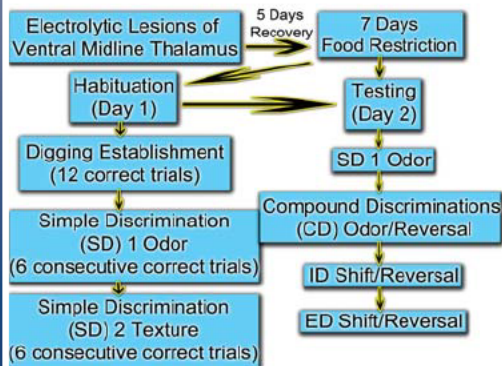 Electrolytic Lesions of
Ventral Midline Thalamus
5 Days
Recovery
7 Days
Food Restriction
Habituation
(Day 1)
Testing
(Day 2)
Digging Establishment
(12 correct trials)
SD 1 Odor
Simple Discrimination
(SD) 1 Odor
(6 consecutive correct trials)
Compound Discriminations
(CD) Odor/Reversal
ID Shift/Reversal
Simple Discrimination
(SD) 2 Texture
(6 consecutive correct trials)
ED Shift/Reversal